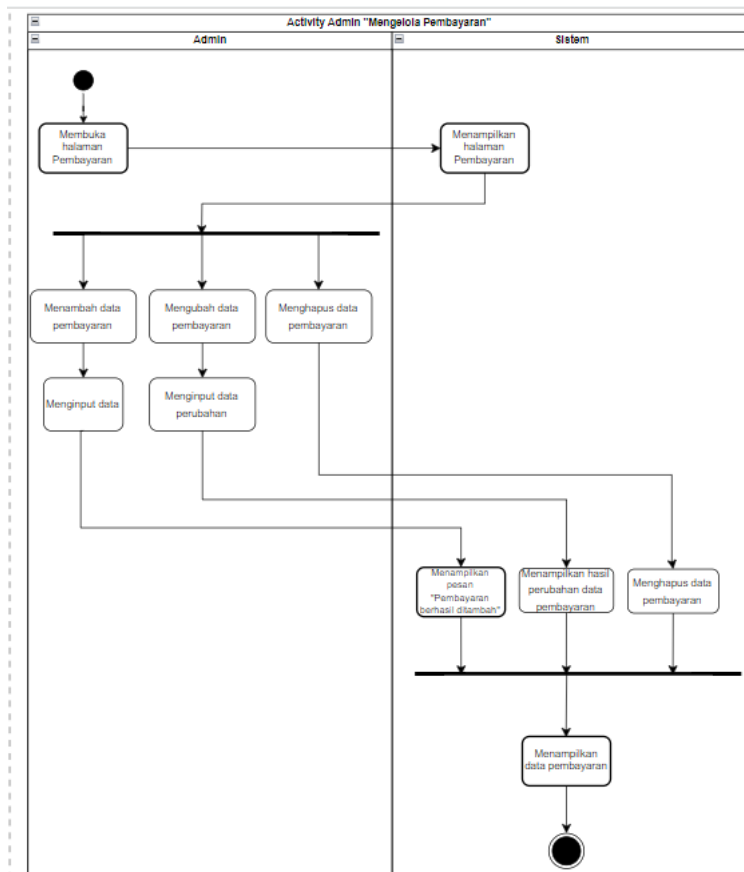 Activity Admin "Mengelola Pembayaran"
Admin
Sistem
Membuka
halaman
Pembayaran
Menampilkan
halaman
Pembayaran
Menambah data
pembayaran
Mengubah data
pembayaran
Menghapus data
pembayaran
Menginput data
Menginput data
perubahan
Menampilkan
pesan
"Pembayaran
berhasil ditambah"
Menampilkan hasil
perubahan data
pembayaran
Menghapus data
pembayaran
Menampilkan
data pembayaran